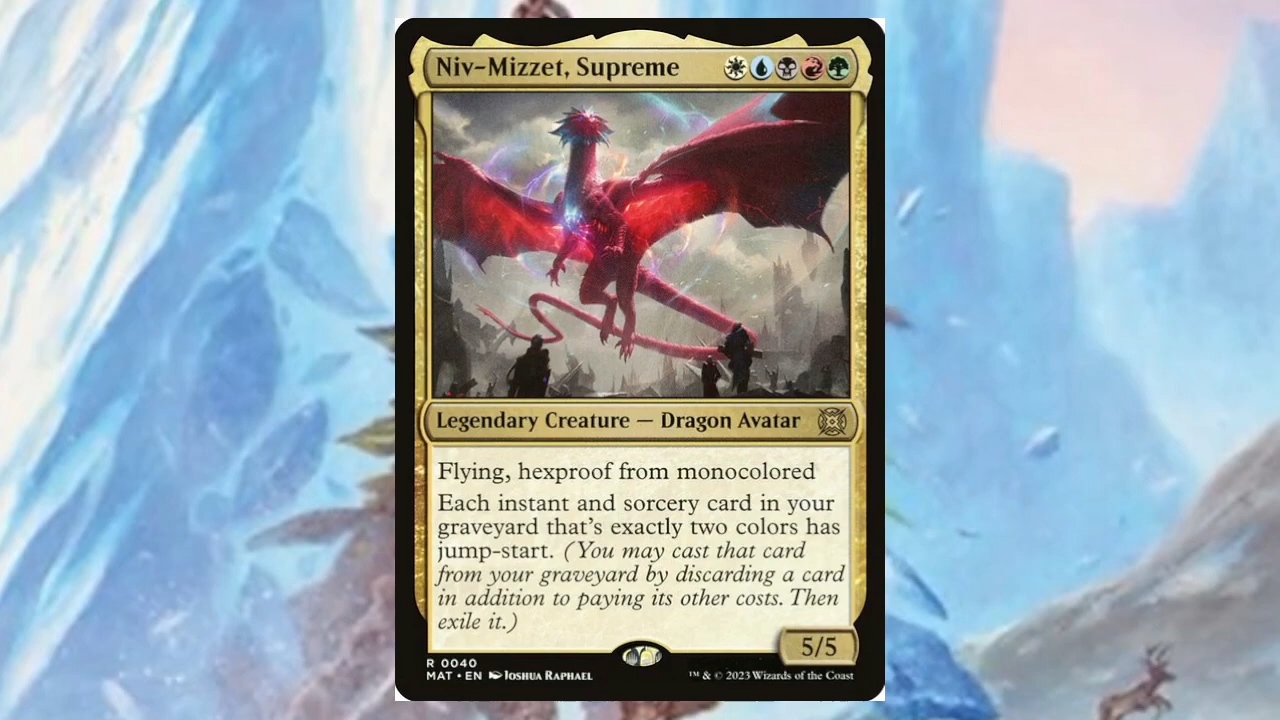 Niv-Mizzet, Supreme
Legendary Creature — Dragon Avatar
Flying, hexproof from monocolored
Each instant and sorcery card in your
graveyard that's exactly two colors has
jump-start. (You may cast that card
from your graveyard by discarding a card
in addition to paying its other costs. Then
exile it.)
5/5
R 0040
MAT • EN Joshua Raphael
™ & © 2023 Wizards of the Coast